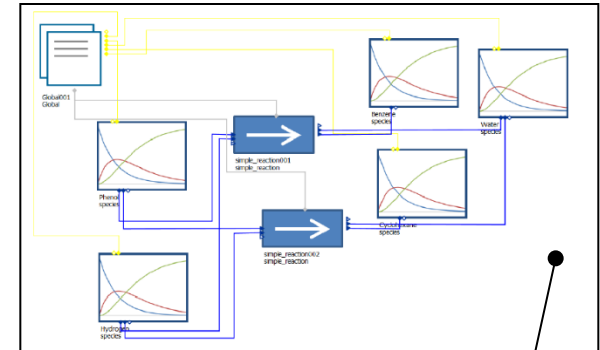 Global001
Global
Benzene
species
Water
species
simple_reaction001
simple_reaction
Phenol
species
Cyclohexane
species
simple_reaction002
simple_reaction
Hydrogen
species